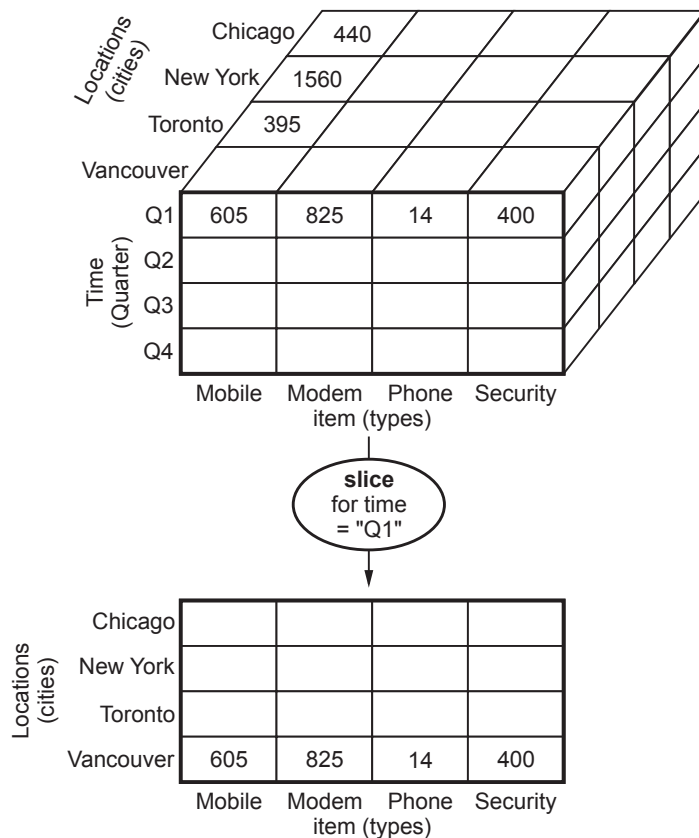 Locations
(cities)
Chicago 440
New York 1560
Toronto 395
Vancouver
Time
(Quarter)
Q1 605 825 14 400
Q2
Q3
Q4
Mobile Modem Phone Security
item (types)
slice
for time
= "Q1"
Locations
(cities)
Chicago
New York
Toronto
Vancouver 605 825 14 400
Mobile Modem Phone Security
item (types)